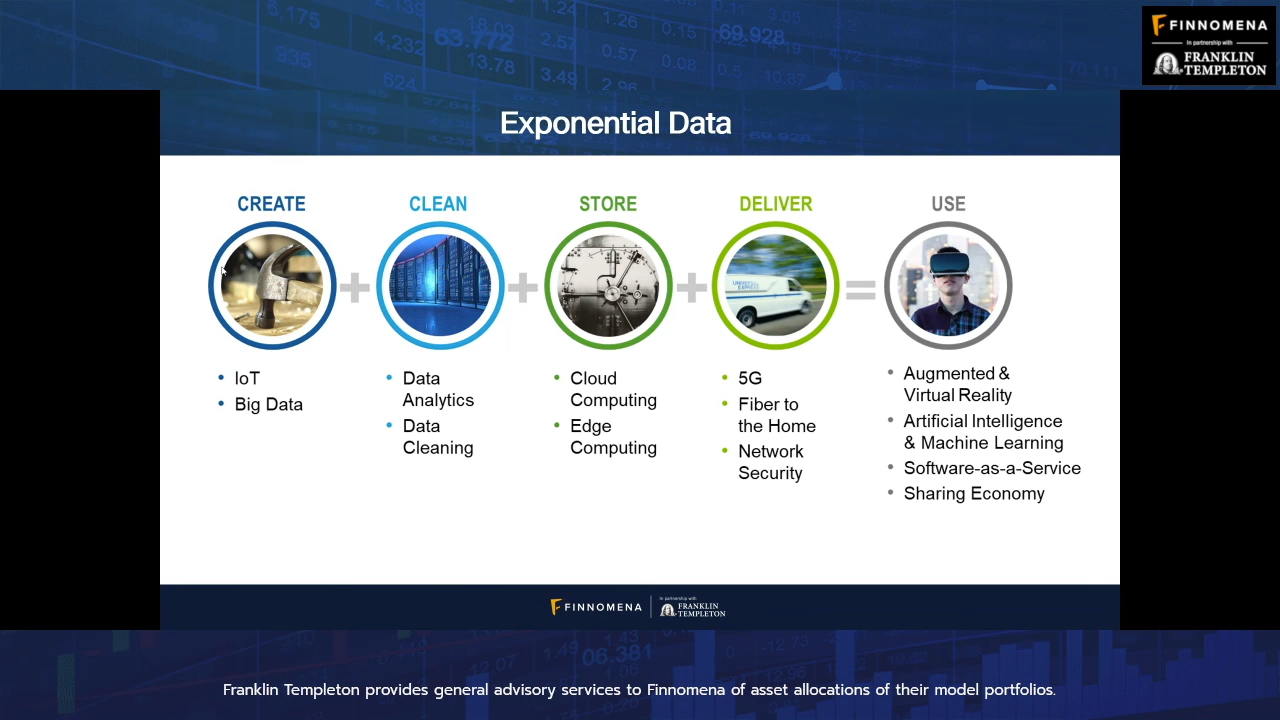 FINNOMENA
In partnership with
FRANKLIN
TEMPLETON
Exponential Data
CREATE
IoT
Big Data
CLEAN
Data
Analytics
Data
Cleaning
STORE
Cloud
Computing
Edge
Computing
DELIVER
5G
Fiber to
the Home
Network
Security
USE
Augmented &
Virtual Reality
Artificial Intelligence
& Machine Learning
Software-as-a-Service
Sharing Economy
FINNOMENA
In partnership with
FRANKLIN
TEMPLETON
Franklin Templeton provides general advisory services to Finnomena of asset allocations of their model portfolios.